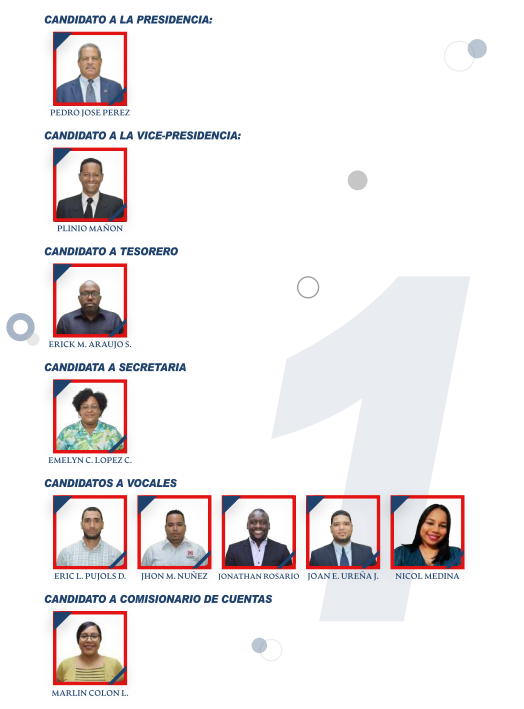 CANDIDATO A LA PRESIDENCIA:
PEDRO JOSE PEREZ
CANDIDATO A LA VICE-PRESIDENCIA:
PLINIO MAÑON
CANDIDATO A TESORERO
ERICK M. ARAUJO S.
CANDIDATA A SECRETARIA
EMELYN C. LOPEZ C.
CANDIDATOS A VOCALES
ERIC L. PUJOLS D. JHON M. NUÑEZ JONATHAN ROSARIO JOAN E. UREÑA J. NICOL MEDINA
CANDIDATO A COMISIONARIO DE CUENTAS
MARLIN COLON L.
1